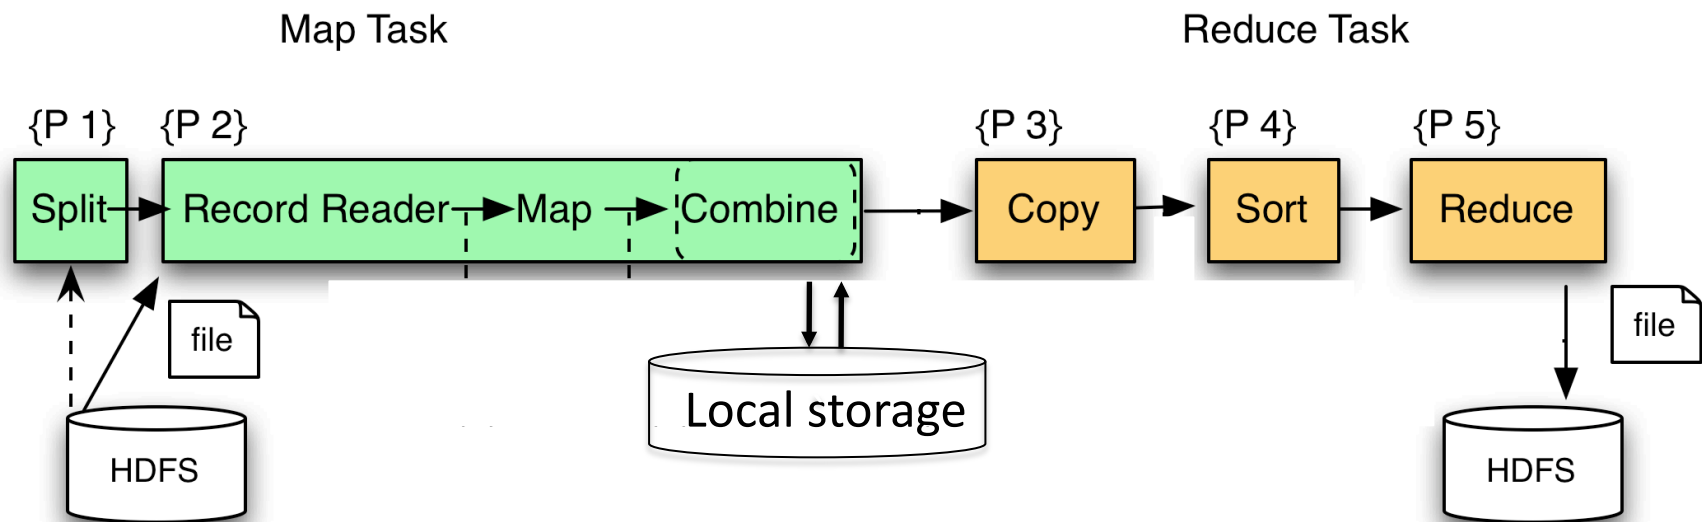 Map Task
Reduce Task
{P 1}
{P 2}
{P 3}
{P 4}
{P 5}
Split
Record Reader
Map
Combine
Copy
Sort
Reduce
file
file
Local storage
HDFS
HDFS